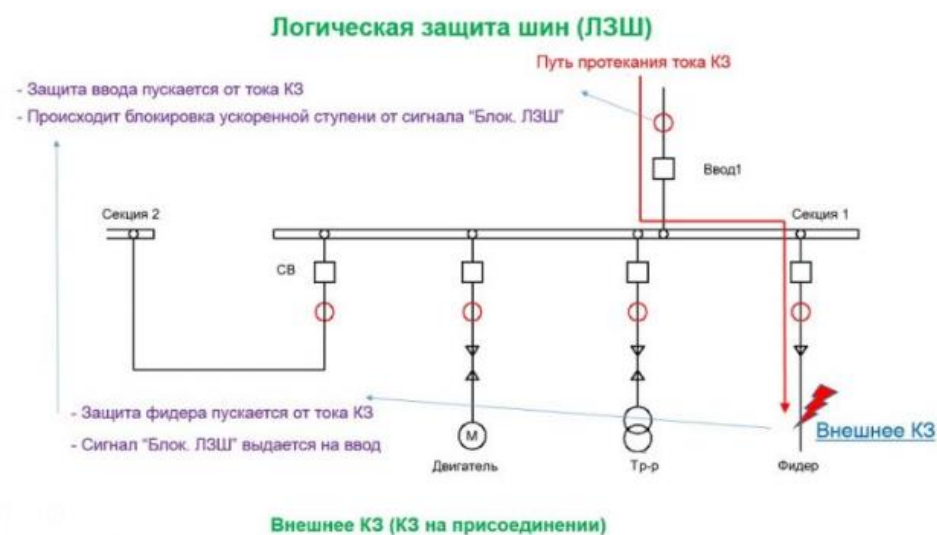 Логическая защита шин (ЛЗШ)
Путь протекания тока КЗ
- Защита ввода пускается от тока КЗ
- Происходит блокировка ускоренной ступени от сигнала “Блок. ЛЗШ”
Ввод1
Секция 2
Секция 1
СВ
- Защита фидера пускается от тока КЗ
- Сигнал “Блок. ЛЗШ” выдается на ввод
Внешнее КЗ
М
Двигатель
Тр-р
Фидер
Внешнее КЗ (КЗ на присоединении)